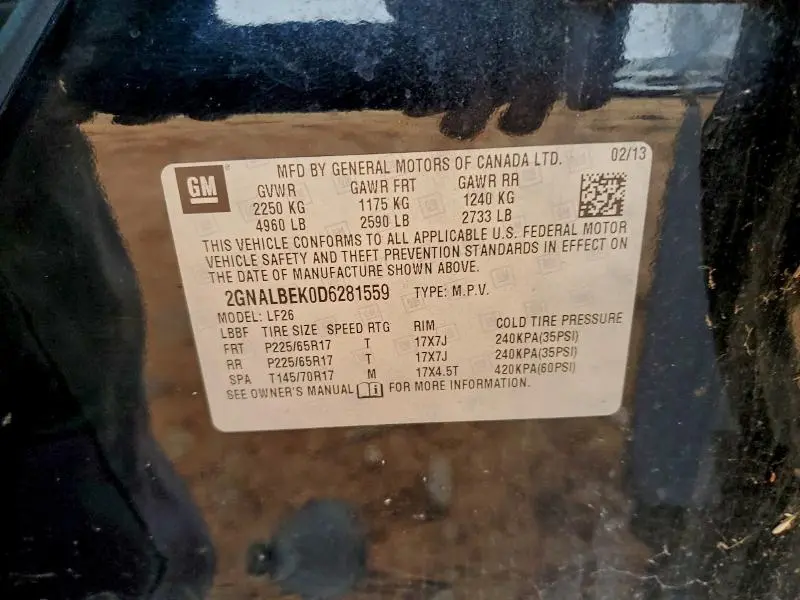 MFD BY GENERAL MOTORS OF CANADA LTD. 02/13
GM
GVWR GAWR FRT GAWR RR
2250 KG 1175 KG 1240 KG
4960 LB 2590 LB 2733 LB
THIS VEHICLE CONFORMS TO ALL APPLICABLE U.S. FEDERAL MOTOR
VEHICLE SAFETY AND THEFT PREVENTION STANDARDS IN EFFECT ON
THE DATE OF MANUFACTURE SHOWN ABOVE.
2GNALBEK0D6281559 TYPE: M.P.V.
MODEL: LF26
LBBF TIRE SIZE SPEED RTG RIM COLD TIRE PRESSURE
FRT P225/65R17 T 17X7J 240KPA(35PSI)
RR P225/65R17 T 17X7J 240KPA(35PSI)
SPA T145/70R17 M 17X4.5T 420KPA(60PSI)
SEE OWNER'S MANUAL FOR MORE INFORMATION.